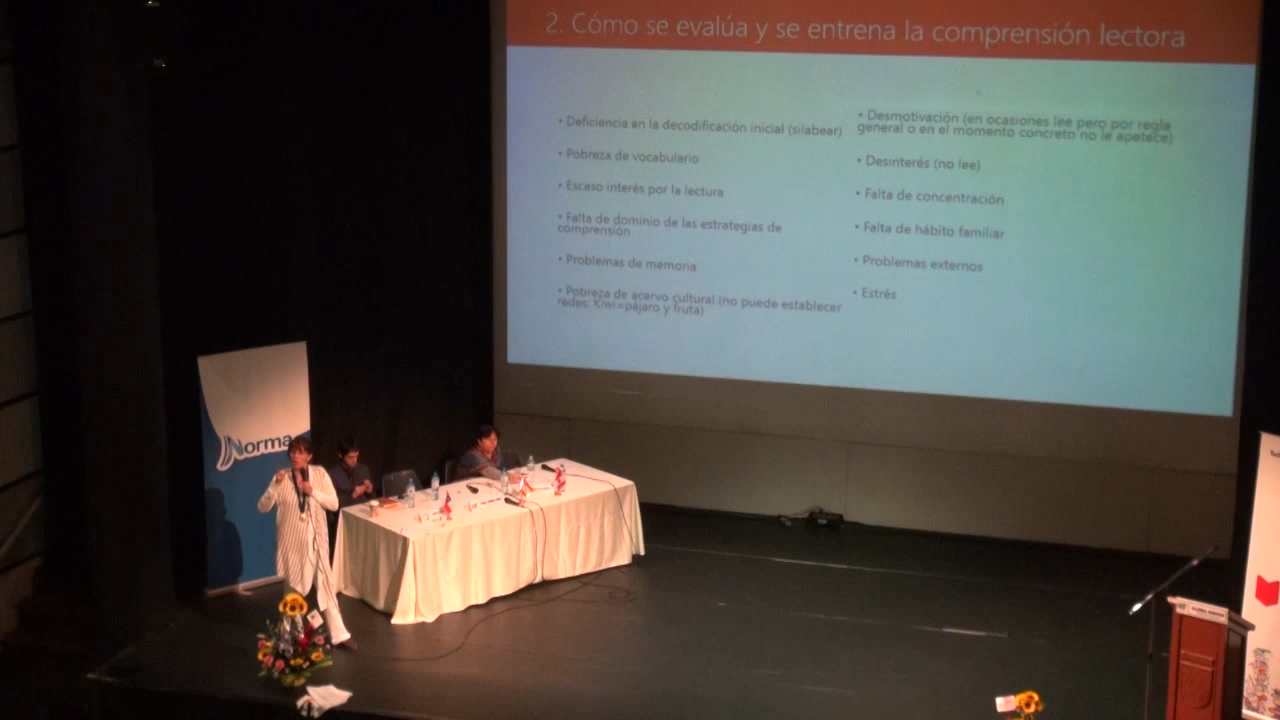 2. Cómo se evalúa y se entrena la comprensión lectora
• Deficiencia en la decodificación inicial (silabear)
• Pobreza de vocabulario
• Escaso interés por la lectura
• Falta de dominio de las estrategias de
comprensión
• Problemas de memoria
• Pobreza de acervo cultural (no puede establecer
redes: Kiwi=pájaro y fruta)
• Desmotivación (en ocasiones lee pero por regla
general o en el momento concreto no le apetece)
• Desinterés (no lee)
• Falta de concentración
• Falta de hábito familiar
• Problemas externos
• Estrés
Norma